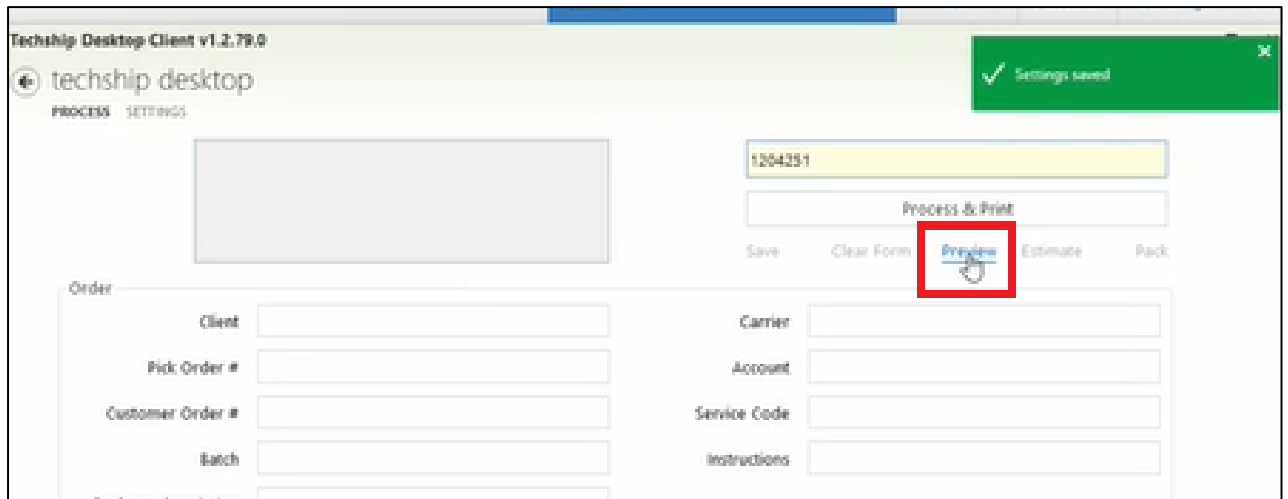 Techship Desktop Client v1.2.79.0
Settings saved
techship desktop
PROCESS SETTINGS
1204251
Process & Print
Save Clear Form Preview Estimate Pack
Order
Client
Carrier
Pick Order #
Account
Customer Order #
Service Code
Batch
Instructions